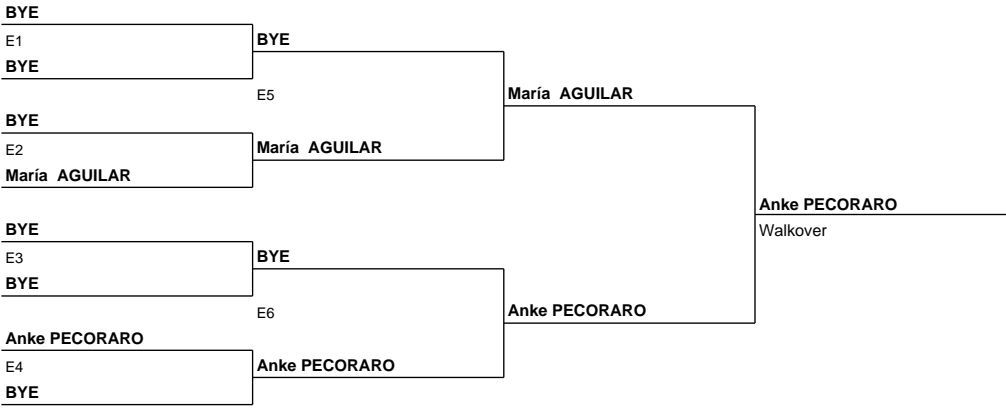 BYE
E1
BYE
BYE
E5
BYE
E2
María AGUILAR
María AGUILAR
María AGUILAR
BYE
E3
BYE
BYE
E6
Anke PECORARO
E4
BYE
Anke PECORARO
Anke PECORARO
Anke PECORARO
Walkover